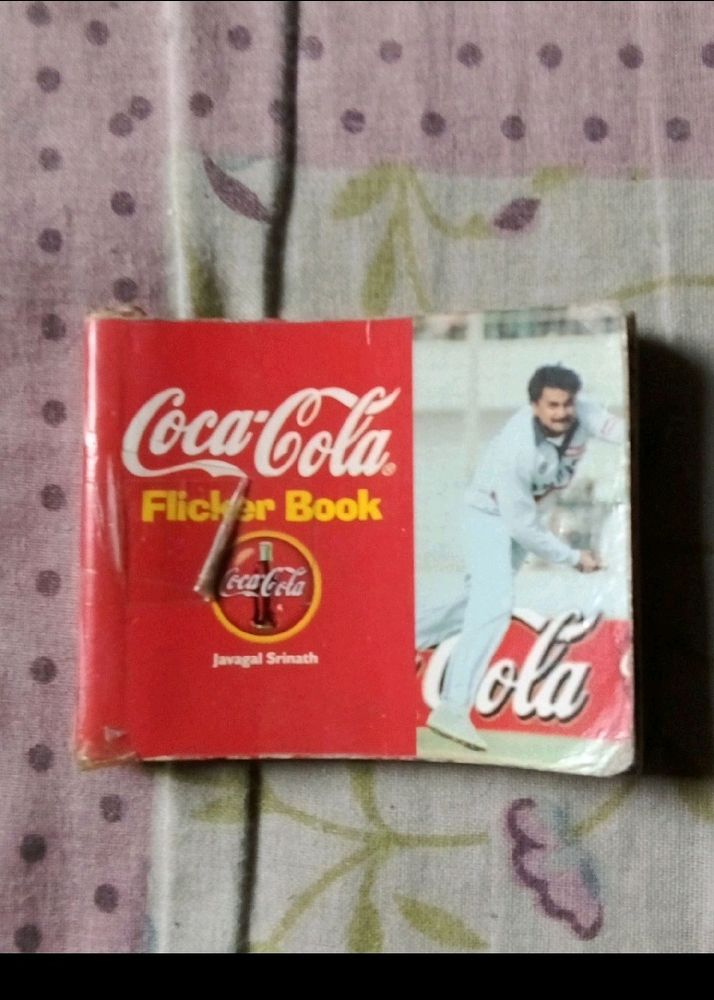 Coca-Cola
Flicker Book
Coca-Cola
Javagal Srinath
Cola